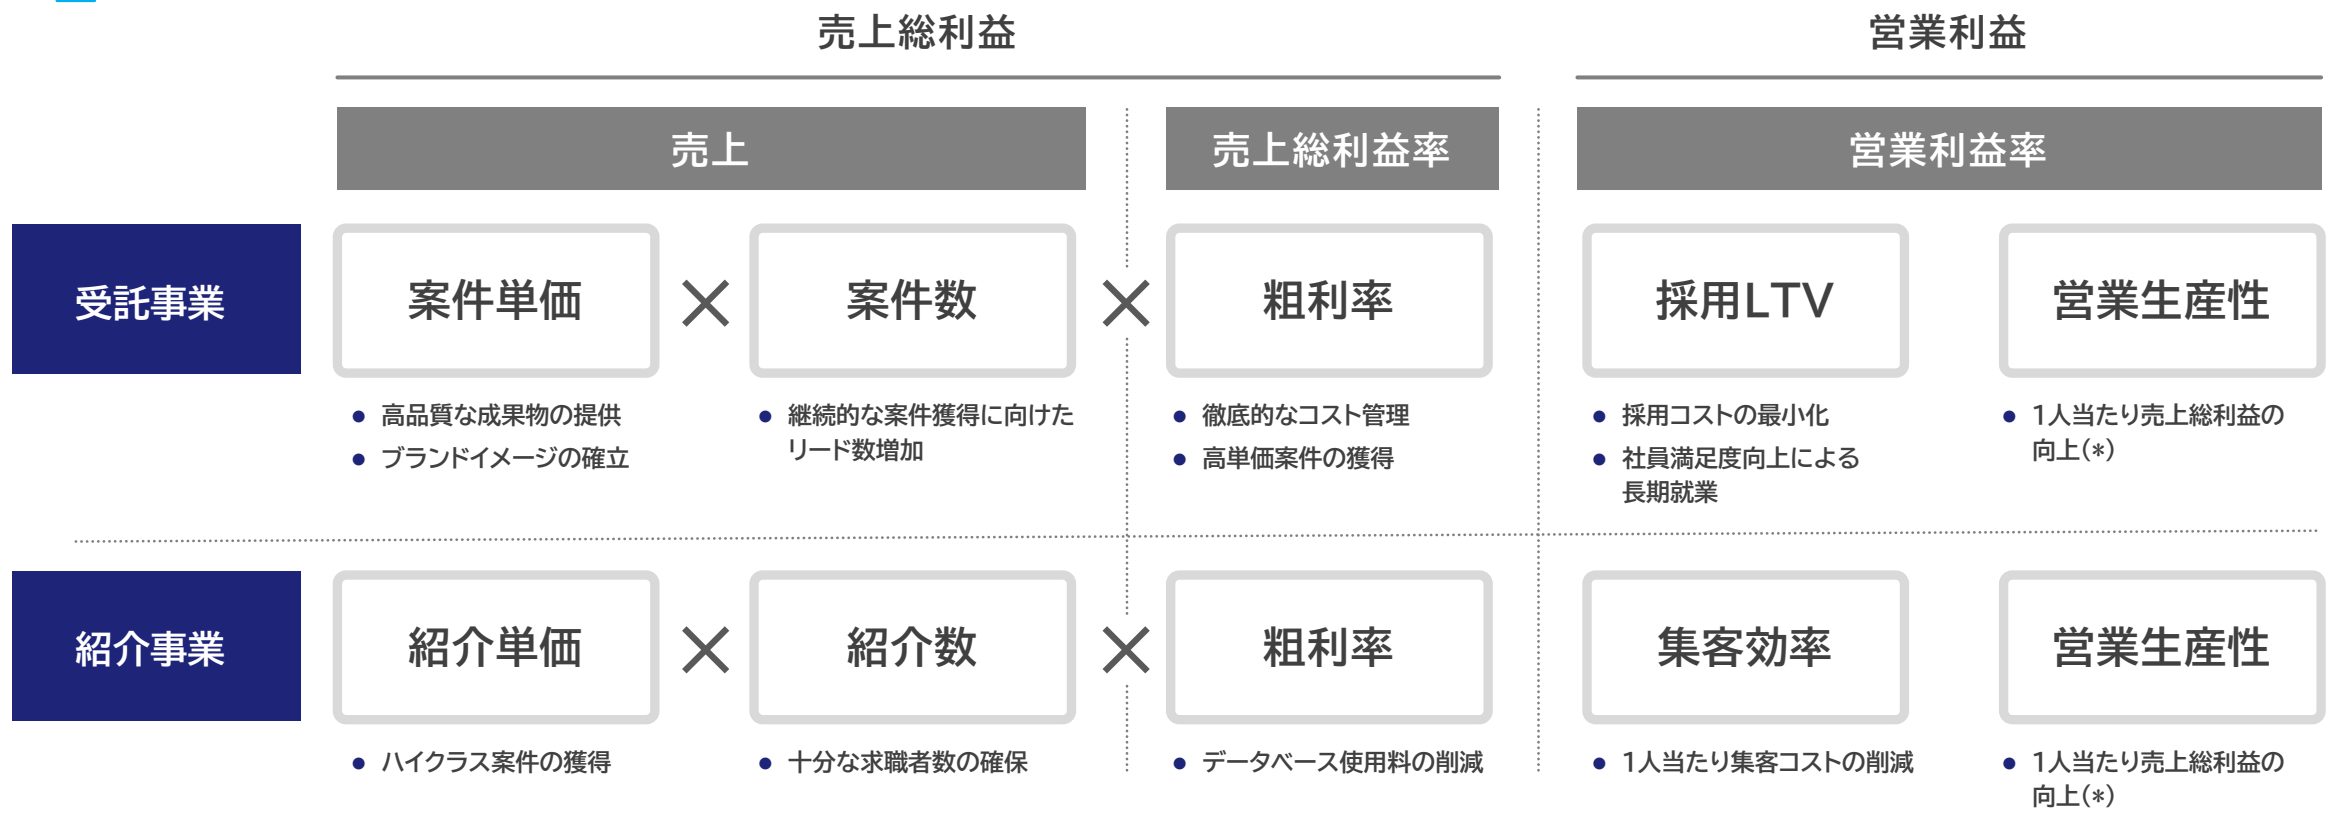 売上総利益
営業利益
売上
売上総利益率
営業利益率
受託事業
案件単価
×
案件数
×
粗利率
採用LTV
営業生産性
● 高品質な成果物の提供
● ブランドイメージの確立
● 継続的な案件獲得に向けた
リード数増加
● 徹底的なコスト管理
● 高単価案件の獲得
● 採用コストの最小化
● 社員満足度向上による
長期就業
● 1人当たり売上総利益の
向上(*)
紹介事業
紹介単価
×
紹介数
×
粗利率
集客効率
営業生産性
● ハイクラス案件の獲得
● 十分な求職者数の確保
● データベース使用料の削減
● 1人当たり集客コストの削減
● 1人当たり売上総利益の
向上(*)